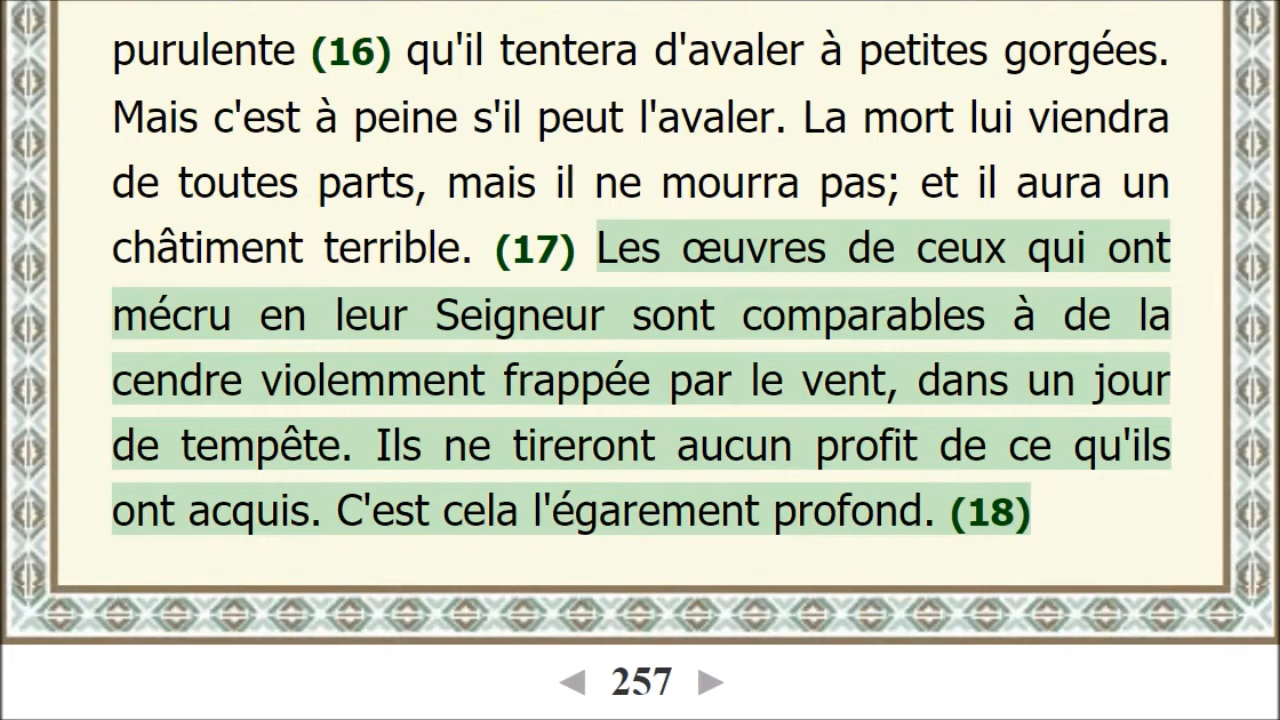 purulente (16) qu'il tentera d'avaler à petites gorgées.
Mais c'est à peine s'il peut l'avaler. La mort lui viendra
de toutes parts, mais il ne mourra pas; et il aura un
châtiment terrible. (17) Les œuvres de ceux qui ont
mécru en leur Seigneur sont comparables à de la
cendre violemment frappée par le vent, dans un jour
de tempête. Ils ne tireront aucun profit de ce qu'ils
ont acquis. C'est cela l'égarement profond. (18)
257